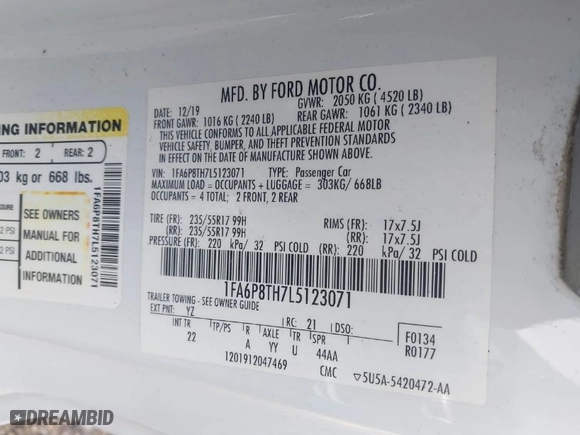 MFD. BY FORD MOTOR CO.
DATE: 12/19 GVWR: 2050 KG ( 4520 LB)
FRONT GAWR: 1016 KG ( 2240 LB) REAR GAWR: 1061 KG ( 2340 LB)
THIS VEHICLE CONFORMS TO ALL APPLICABLE FEDERAL MOTOR
VEHICLE SAFETY, BUMPER, AND THEFT PREVENTION STANDARDS
IN EFFECT ON THE DATE OF MANUFACTURE SHOWN ABOVE.
VIN: 1FA6P8TH7L5123071 TYPE: Passenger Car
MAXIMUM LOAD = OCCUPANTS + LUGGAGE = 303KG/ 668LB
OCCUPANTS = 4 TOTAL; 2 FRONT, 2 REAR
TIRE (FR): 235/55R17 99H RIMS (FR): 17x7.5J
(RR): 235/55R17 99H (RR): 17x7.5J
PRESSURE (FR): 220 kPa/ 32 PSI COLD (RR): 220 kPa/ 32 PSI COLD
1FA6P8TH7L5123071
TRAILER TOWING - SEE OWNER GUIDE
EXT PNT: YZ RC: 21 DSO: F0134
INT TR TP/PS R AXLE TR SPR R0177
22 A YY U 44AA
1201912047469 CMC ▽5U5A-5420472-AA
NG INFORMATION
FRONT: 2 REAR: 2
03 kg or 668 lbs.
SEE OWNERS
MANUAL FOR
ADDITIONAL
INFORMATION
2 PSI
2 PSI
1FA6P8TH7L5123071
DREAMBID